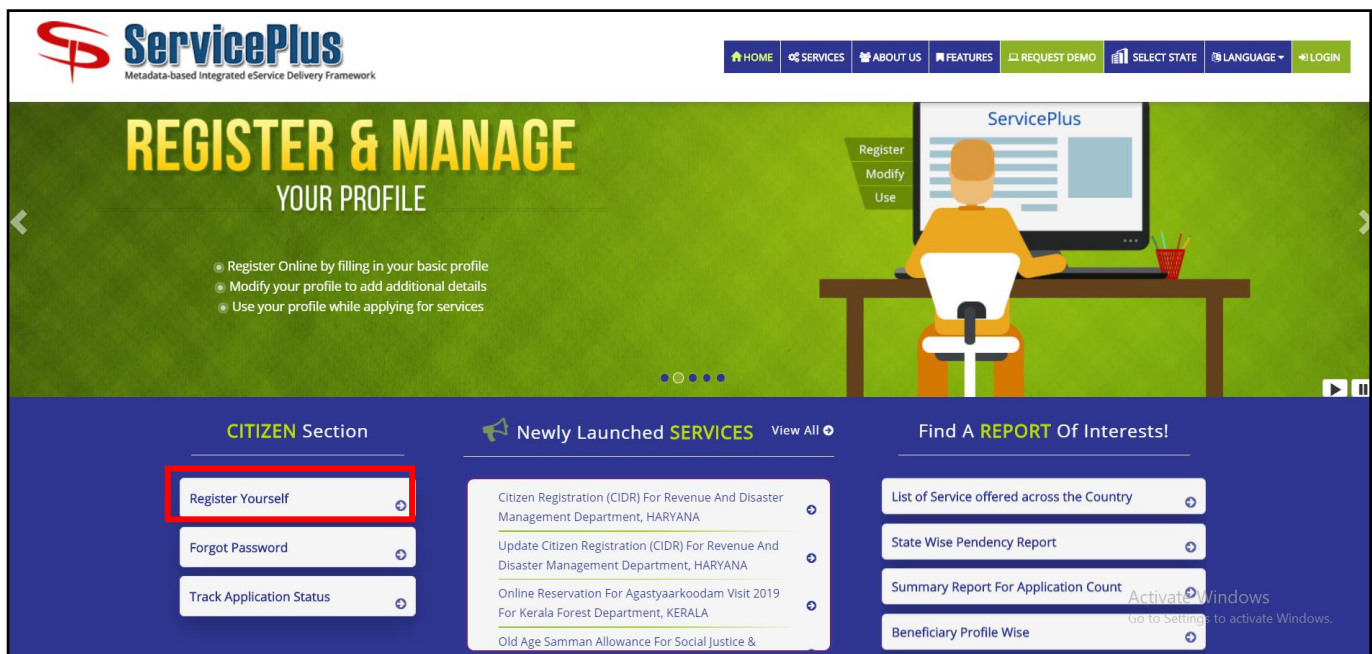 ServicePlus
Metadata-based Integrated eService Delivery Framework
HOME
SERVICES
ABOUT US
FEATURES
REQUEST DEMO
SELECT STATE
LANGUAGE
LOGIN
REGISTER & MANAGE
YOUR PROFILE
Register Online by filling in your basic profile
Modify your profile to add additional details
Use your profile while applying for services
ServicePlus
Register
Modify
Use
CITIZEN Section
Register Yourself
Forgot Password
Track Application Status
Newly Launched SERVICES
View All
Citizen Registration (CIDR) For Revenue And Disaster
Management Department, HARYANA
Update Citizen Registration (CIDR) For Revenue And
Disaster Management Department, HARYANA
Online Reservation For Agastyaarkoodam Visit 2019
For Kerala Forest Department, KERALA
Old Age Samman Allowance For Social Justice &
Find A REPORT Of Interests!
List of Service offered across the Country
State Wise Pendency Report
Summary Report For Application Count
Beneficiary Profile Wise
Activate Windows
Go to Settings to activate Windows.